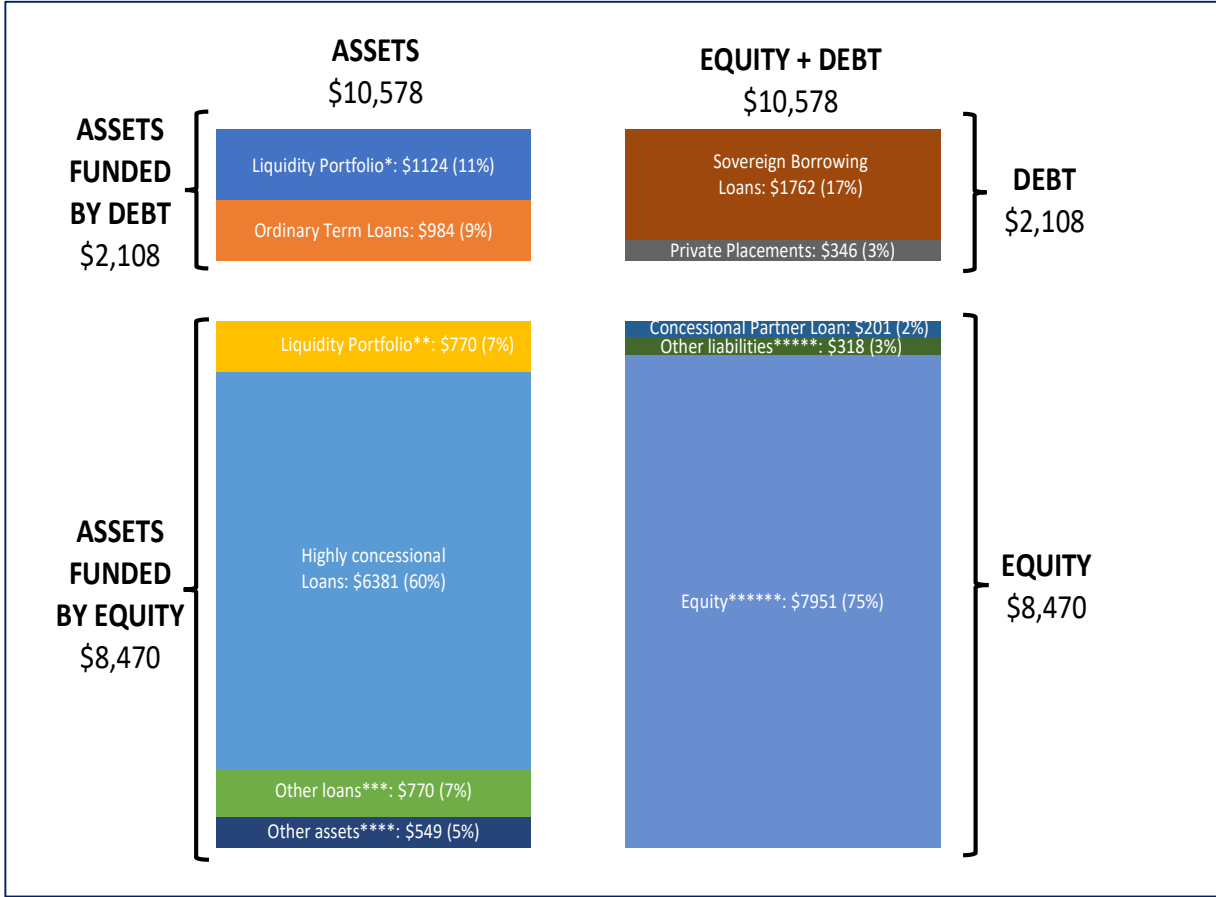 ASSETS
$10,578
EQUITY + DEBT
$10,578
ASSETS
FUNDED
BY DEBT
$2,108
Liquidity Portfolio*: $1124 (11%)
Ordinary Term Loans: $984 (9%)
Sovereign Borrowing
Loans: $1762 (17%)
Private Placements: $346 (3%)
DEBT
$2,108
ASSETS
FUNDED
BY EQUITY
$8,470
Liquidity Portfolio**: $770 (7%)
Highly concessional
Loans: $6381 (60%)
Other loans***: $770 (7%)
Other assets****: $549 (5%)
Concessional Partner Loan: $201 (2%)
Other liabilities*****: $318 (3%)
Equity******: $7951 (75%)
EQUITY
$8,470